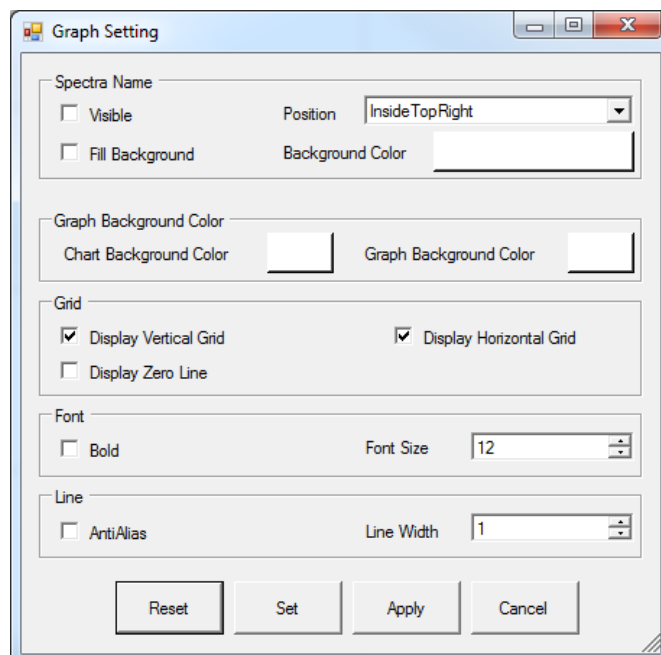 Graph Setting
Spectra Name
Visible Position InsideTopRight
Fill Background Background Color
Graph Background Color
Chart Background Color Graph Background Color
Grid
Display Vertical Grid Display Horizontal Grid
Display Zero Line
Font
Bold Font Size 12
Line
AntiAlias Line Width 1
Reset Set Apply Cancel